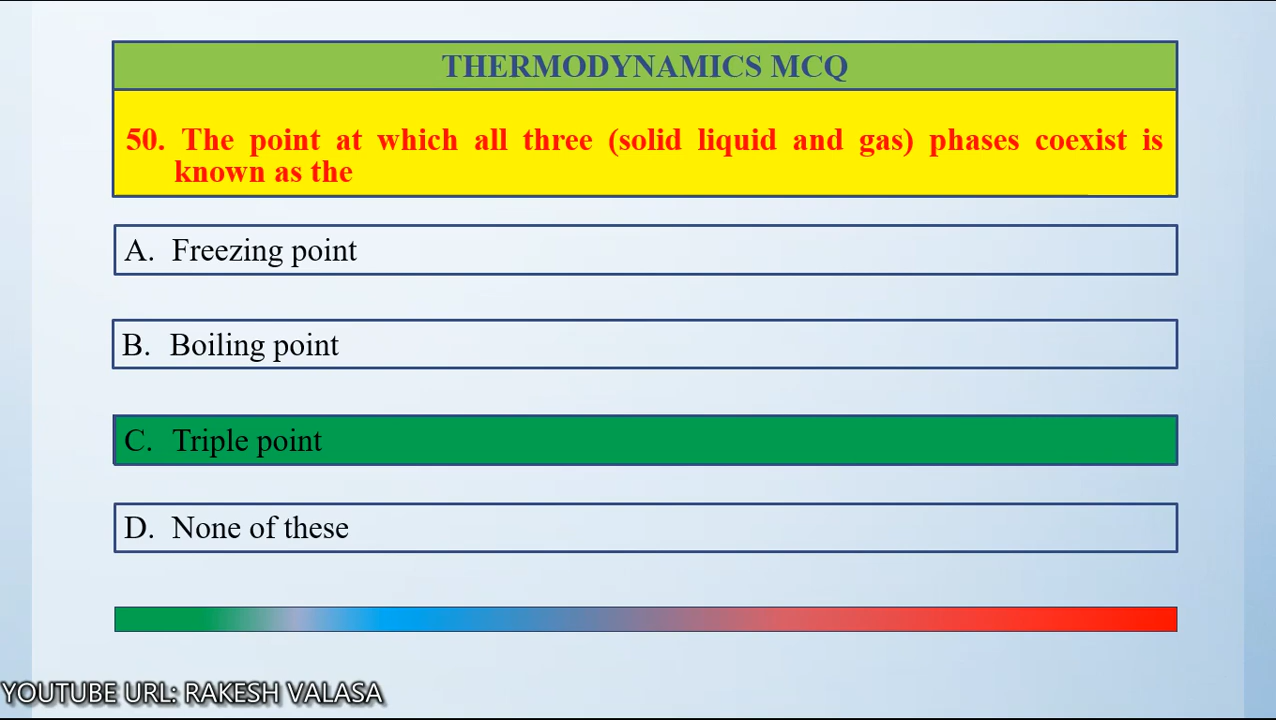 THERMODYNAMICS MCQ
50. The point at which all three (solid liquid and gas) phases coexist is
known as the
A. Freezing point
B. Boiling point
C. Triple point
D. None of these
YOUTUBE URL: RAKESH VALASA